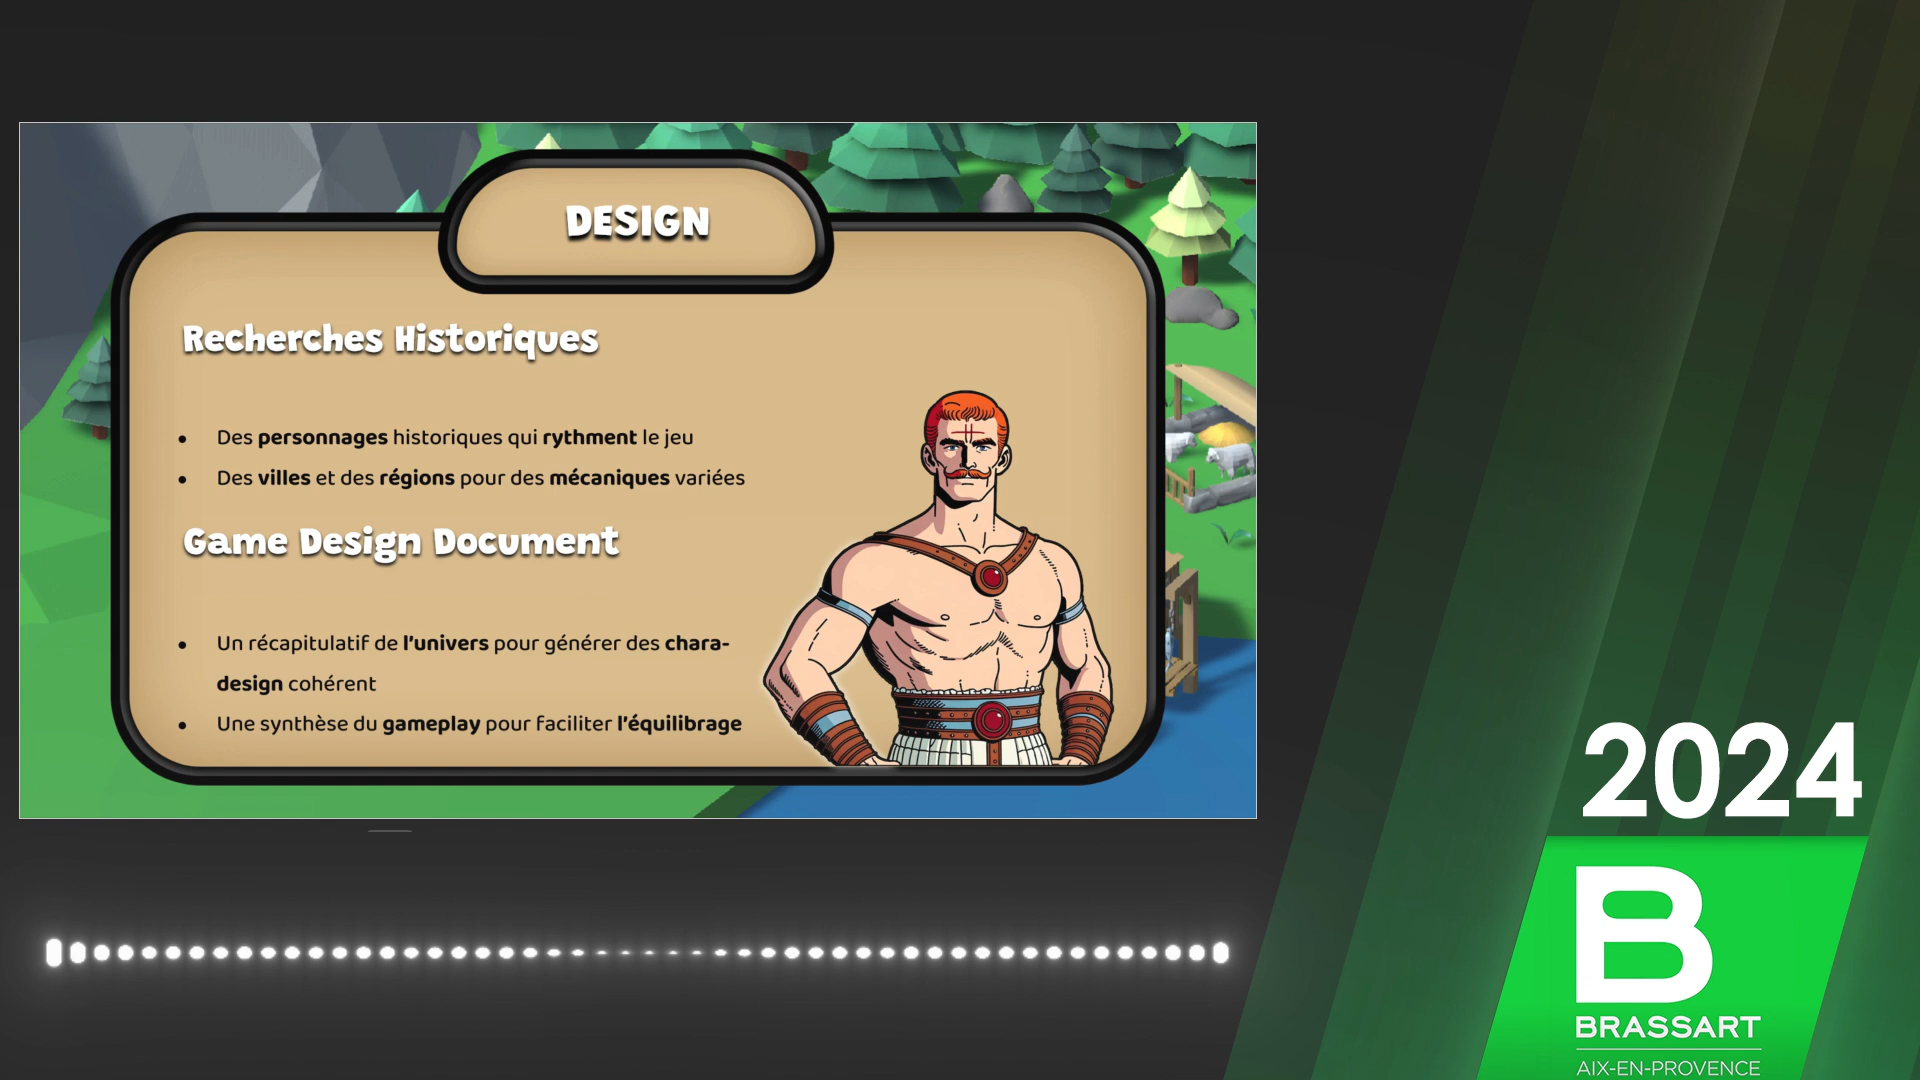 DESIGN
Recherches Historiques
• Des personnages historiques qui rythment le jeu
• Des villes et des régions pour des mécaniques variées
Game Design Document
• Un récapitulatif de l'univers pour générer des chara-
design cohérent
• Une synthèse du gameplay pour faciliter l'équilibrage
2024
B
BRASSART
AIX-EN-PROVENCE